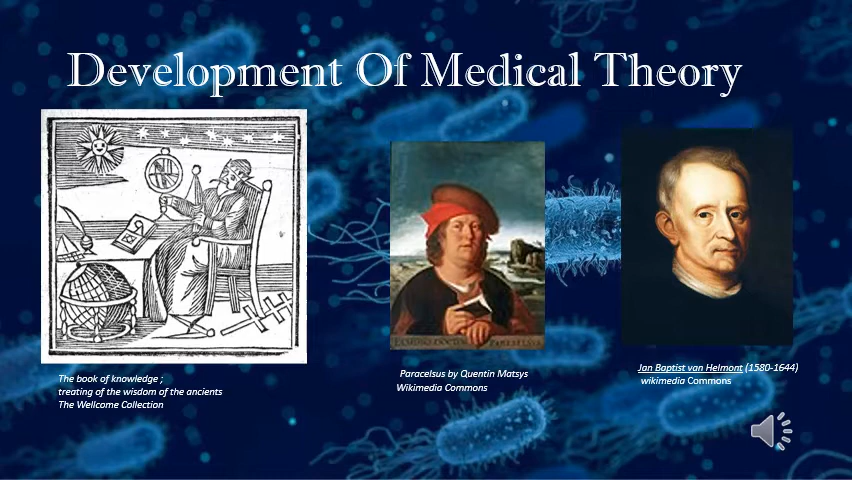 Development Of Medical Theory
The book of knowledge ;
treating of the wisdom of the ancients
The Wellcome Collection
Paracelsus by Quentin Matsys
Wikimedia Commons
Jan Baptist van Helmont (1580-1644)
wikimedia Commons